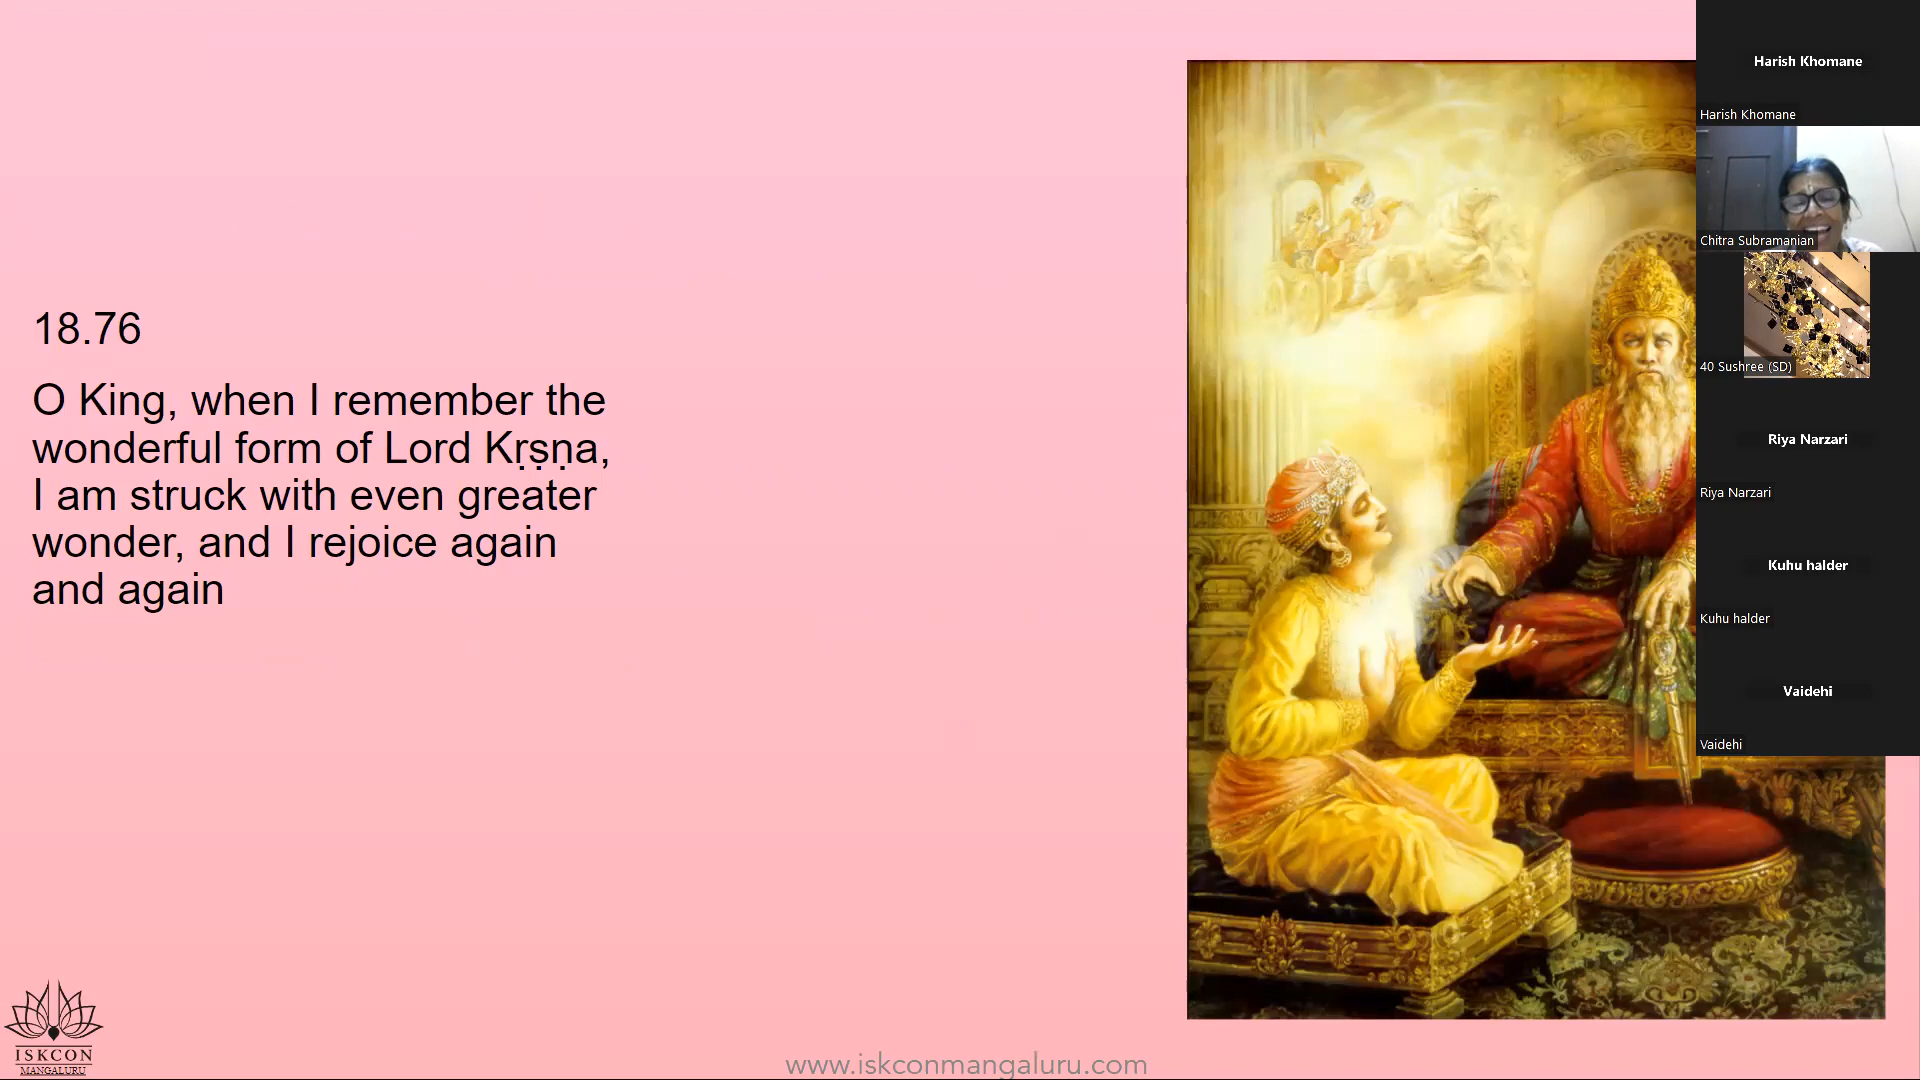 18.76
O King, when I remember the
wonderful form of Lord Kṛṣṇa,
I am struck with even greater
wonder, and I rejoice again
and again
ISKCON
MANGALURU
www.iskconmangaluru.com
Harish Khomane
Harish Khomane
Chitra Subramanian
40 Sushree (SD)
Riya Narzari
Riya Narzari
Kuhu halder
Kuhu halder
Vaidehi
Vaidehi